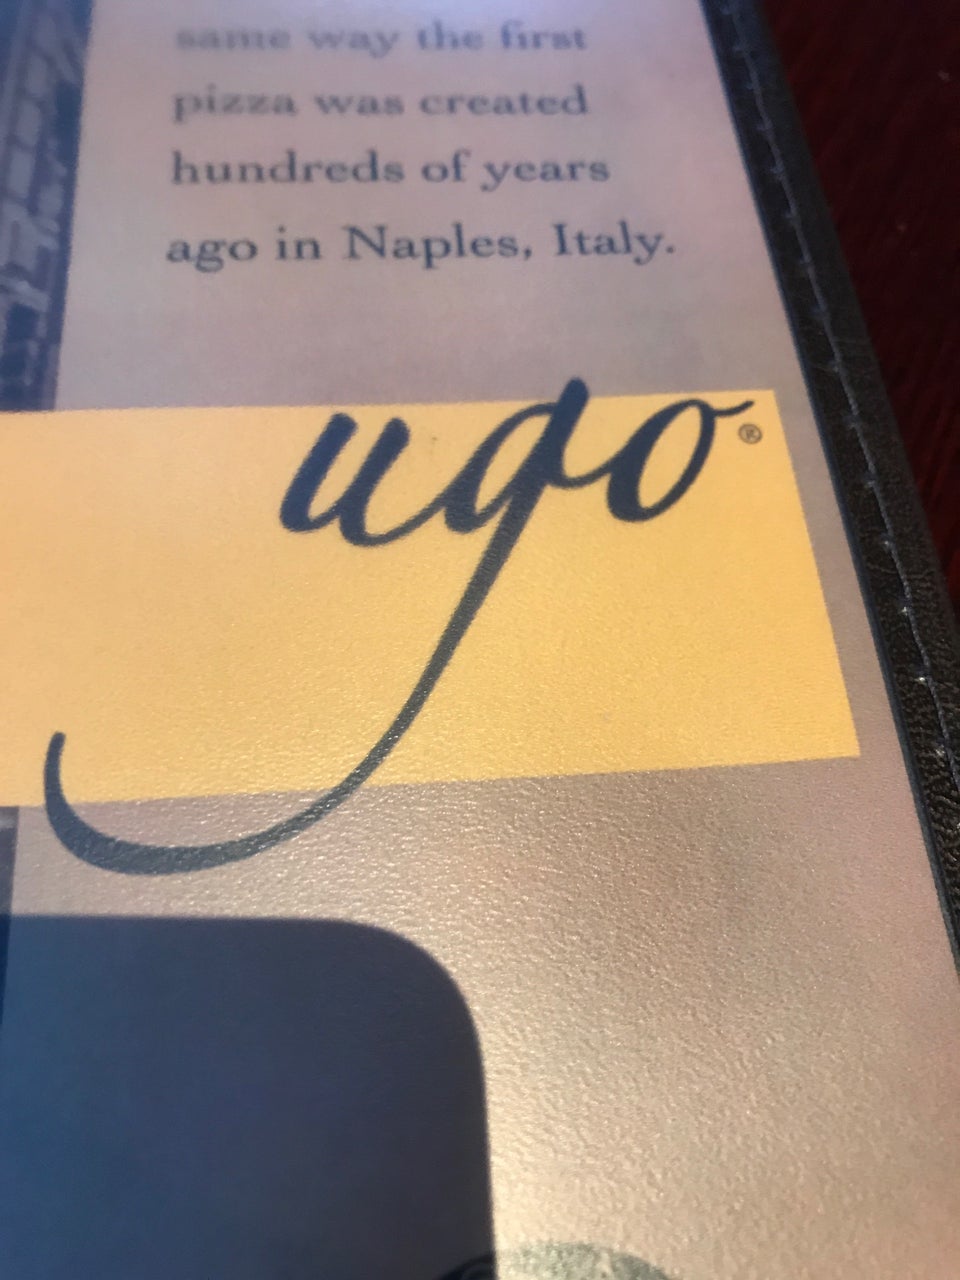 same way the first
pizza was created
hundreds of years
ago in Naples, Italy.
ugo®